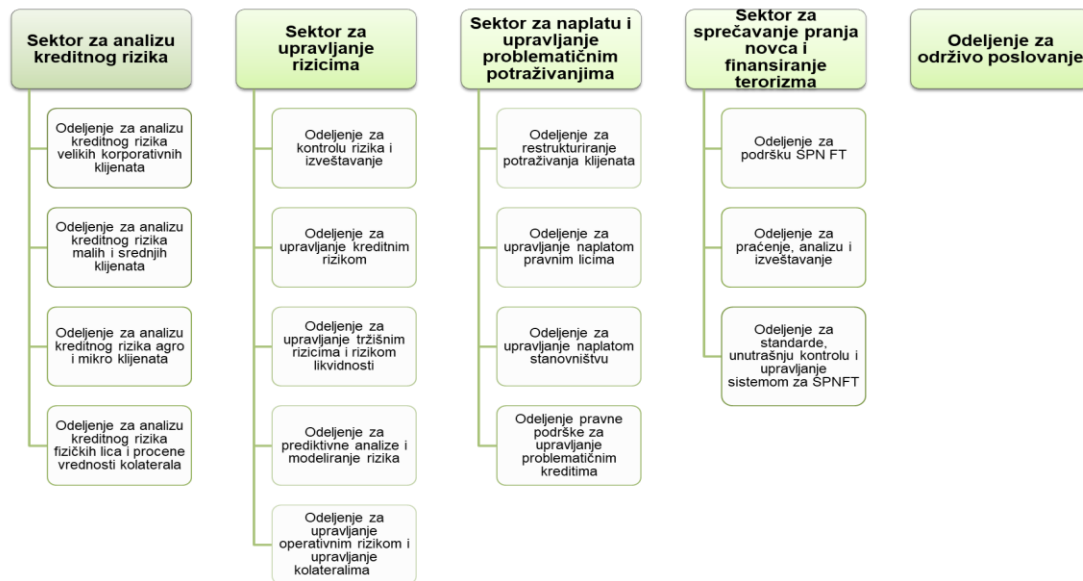 Sektor za analizu
kreditnog rizika
Odeljenje za analizu
kreditnog rizika
velikih korporativnih
klijenata
Odeljenje za analizu
kreditnog rizika
malih i srednjih
klijenata
Odeljenje za analizu
kreditnog rizika agro
i mikro klijenata
Odeljenje za analizu
kreditnog rizika
fizičkih lica i procene
vrednosti kolaterala
Sektor za
upravljanje
rizicima
Odeljenje za
kontrolu rizika i
izveštavanje
Odeljenje za
upravljanje kreditnim
rizikom
Odeljenje za
upravljanje tržišnim
rizicima i rizikom
likvidnosti
Odeljenje za
prediktivne analize i
modeliranje rizika
Odeljenje za
upravljanje
operativnim rizikom i
upravljanje
kolateralima
Sektor za naplatu i
upravljanje
problematičnim
potraživanjima
Odeljenje za
restrukturiranje
potraživanja klijenata
Odeljenje za
upravljanje naplatom
pravnim licima
Odeljenje za
upravljanje naplatom
stanovništvu
Odeljenje pravne
podrške za
upravljanje
problematičnim
kreditima
Sektor za
sprečavanje pranja
novca i
finansiranje
terorizma
Odeljenje za
podršku SPN FT
Odeljenje za
praćenje, analizu i
izveštavanje
Odeljenje za
standarde,
unutrašnju kontrolu i
upravljanje
sistemom za SPNFT
Odeljenje za
održivo poslovanje